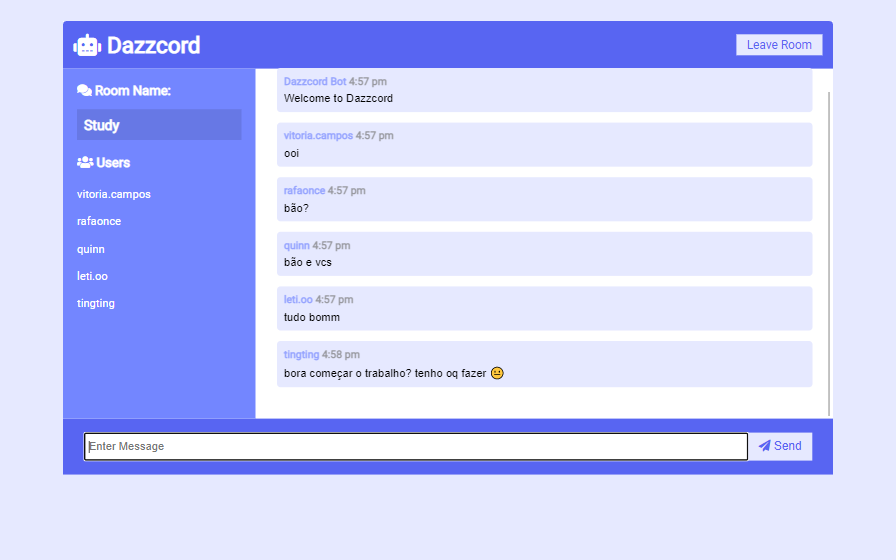 Dazzcord
Leave Room
Room Name:
Study
Users
vitoria.campos
rafaonce
quinn
leti.oo
tingting
Dazzcord Bot 4:57 pm
Welcome to Dazzcord
vitoria.campos 4:57 pm
ooi
rafaonce 4:57 pm
bão?
quinn 4:57 pm
bão e vcs
leti.oo 4:57 pm
tudo bomm
tingting 4:58 pm
bora começar o trabalho? tenho oq fazer 😐
Enter Message
Send